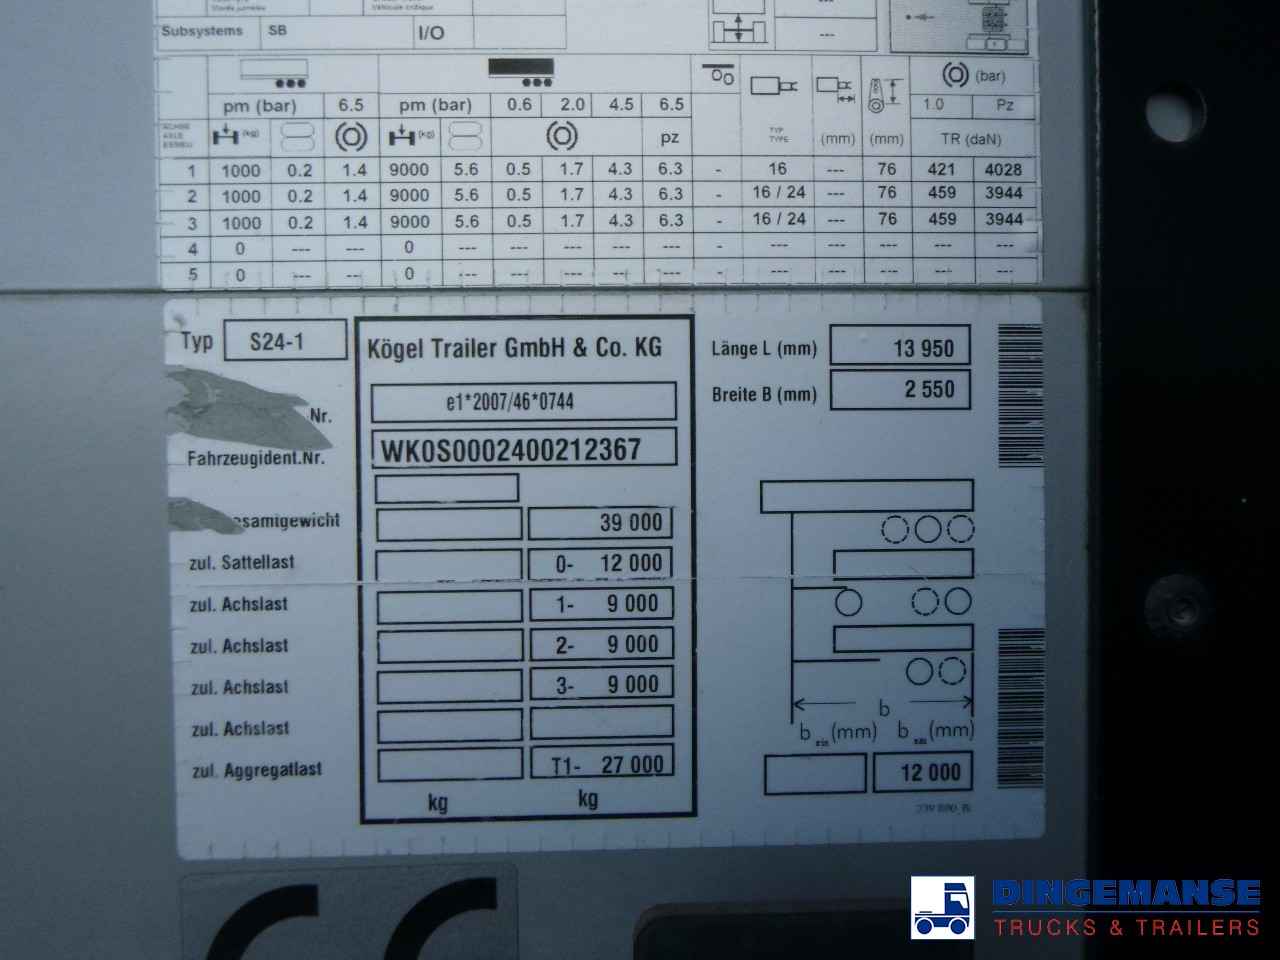 Subsystems SB I/O ---
pm (bar) 6.5 pm (bar) 0.6 2.0 4.5 6.5 (bar)
1.0 Pz
(kg) (kg) pz TYP TYPE (mm) (mm) TR (daN)
1 1000 0.2 1.4 9000 5.6 0.5 1.7 4.3 6.3 - 16 --- 76 421 4028
2 1000 0.2 1.4 9000 5.6 0.5 1.7 4.3 6.3 - 16 / 24 --- 76 459 3944
3 1000 0.2 1.4 9000 5.6 0.5 1.7 4.3 6.3 - 16 / 24 --- 76 459 3944
4 0 --- --- 0 --- --- --- --- --- - --- --- --- --- ---
5 0 --- --- 0 --- --- --- --- --- - --- --- --- --- ---
Typ S24-1
Kögel Trailer GmbH & Co. KG
Länge L (mm) 13 950
Breite B (mm) 2 550
Nr. e1*2007/46*0744
Fahrzeugident.Nr. WK0S0002400212367
esamtgewicht 39 000
zul. Sattellast 0- 12 000
zul. Achslast 1- 9 000
zul. Achslast 2- 9 000
zul. Achslast 3- 9 000
zul. Achslast
zul. Aggregatlast T1- 27 000
kg kg
b
b min (mm) b max (mm)
12 000
CE
DINGEMANSE
TRUCKS & TRAILERS